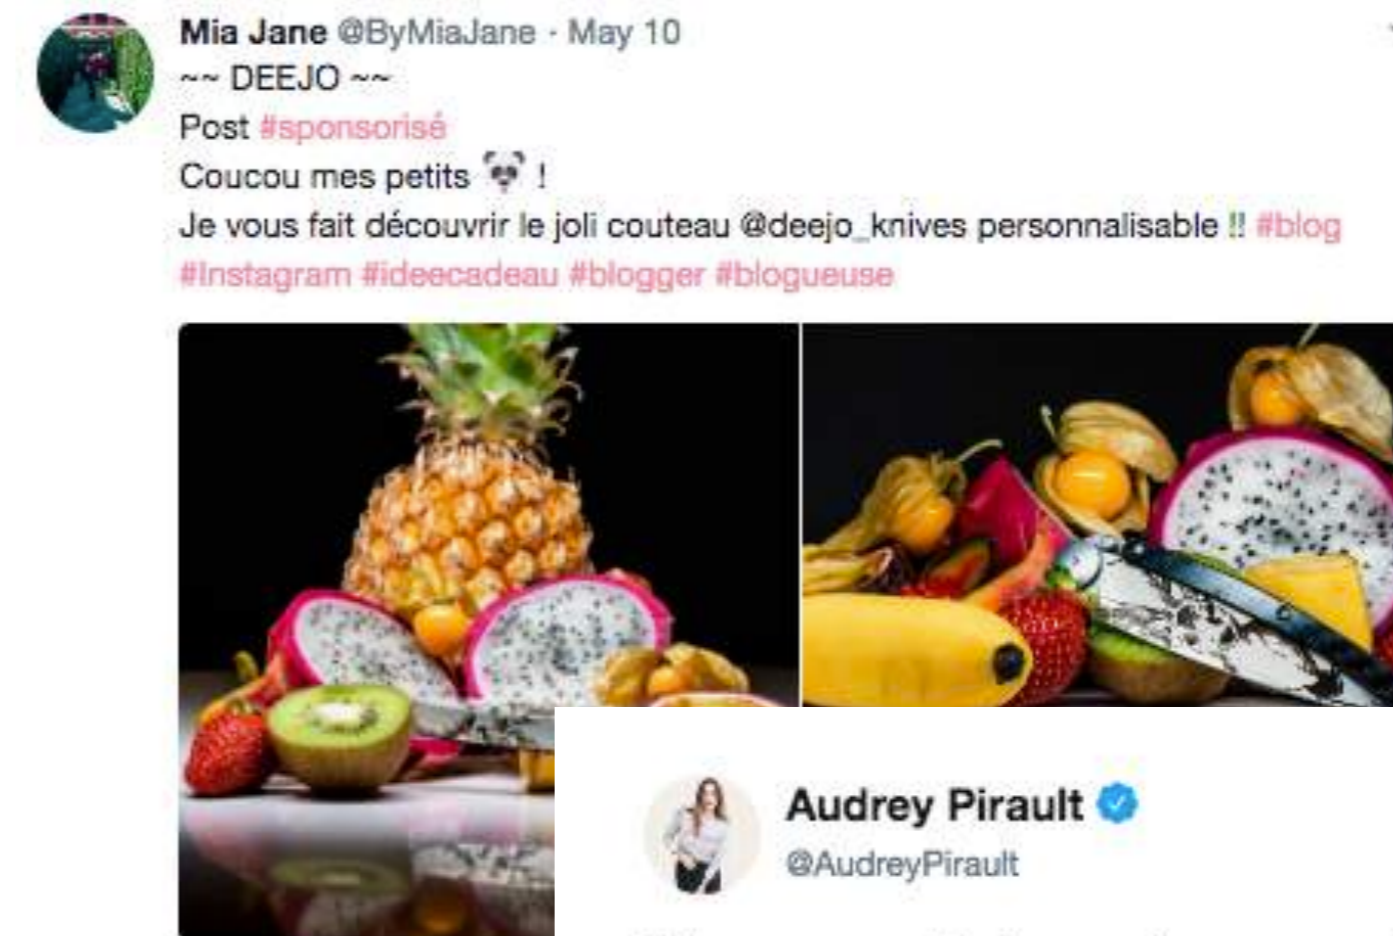 Mia Jane @ByMiaJane · May 10
~~ DEEJO ~~
Post #sponsorisé
Coucou mes petits 🐼 !
Je vous fait découvrir le joli couteau @deejo_knives personnalisable !! #blog
#Instagram #ideecadeau #blogger #blogueuse
Audrey Pirault
@AudreyPirault